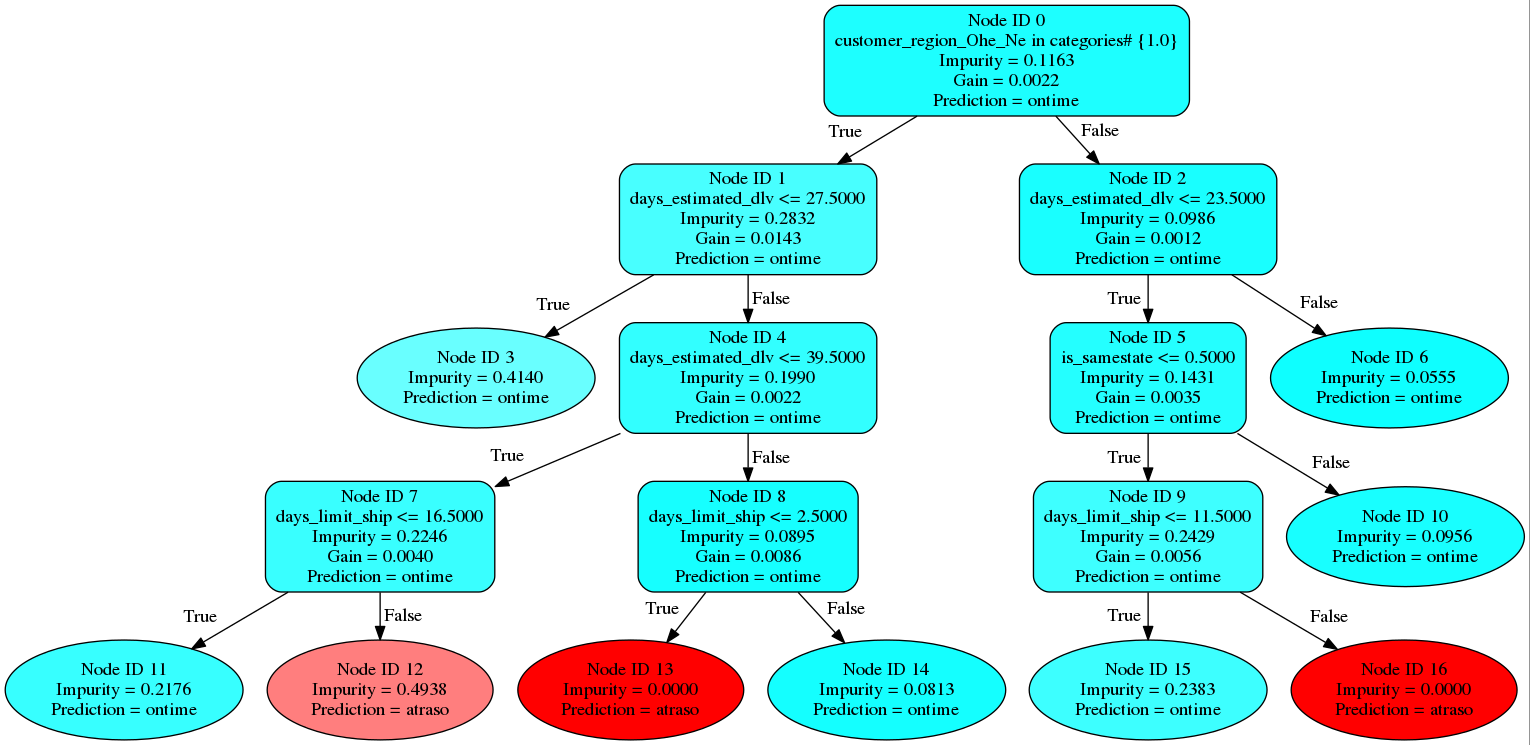 Node ID 0
customer_region_Ohe_Ne in categories# {1.0}
Impurity = 0.1163
Gain = 0.0022
Prediction = ontime
True
False
Node ID 1
days_estimated_dlv <= 27.5000
Impurity = 0.2832
Gain = 0.0143
Prediction = ontime
Node ID 2
days_estimated_dlv <= 23.5000
Impurity = 0.0986
Gain = 0.0012
Prediction = ontime
True
False
True
False
Node ID 3
Impurity = 0.4140
Prediction = ontime
Node ID 4
days_estimated_dlv <= 39.5000
Impurity = 0.1990
Gain = 0.0022
Prediction = ontime
Node ID 5
is_samestate <= 0.5000
Impurity = 0.1431
Gain = 0.0035
Prediction = ontime
Node ID 6
Impurity = 0.0555
Prediction = ontime
True
False
True
False
Node ID 7
days_limit_ship <= 16.5000
Impurity = 0.2246
Gain = 0.0040
Prediction = ontime
Node ID 8
days_limit_ship <= 2.5000
Impurity = 0.0895
Gain = 0.0086
Prediction = ontime
Node ID 9
days_limit_ship <= 11.5000
Impurity = 0.2429
Gain = 0.0056
Prediction = ontime
Node ID 10
Impurity = 0.0956
Prediction = ontime
True
False
True
False
True
False
Node ID 11
Impurity = 0.2176
Prediction = ontime
Node ID 12
Impurity = 0.4938
Prediction = atraso
Node ID 13
Impurity = 0.0000
Prediction = atraso
Node ID 14
Impurity = 0.0813
Prediction = ontime
Node ID 15
Impurity = 0.2383
Prediction = ontime
Node ID 16
Impurity = 0.0000
Prediction = atraso